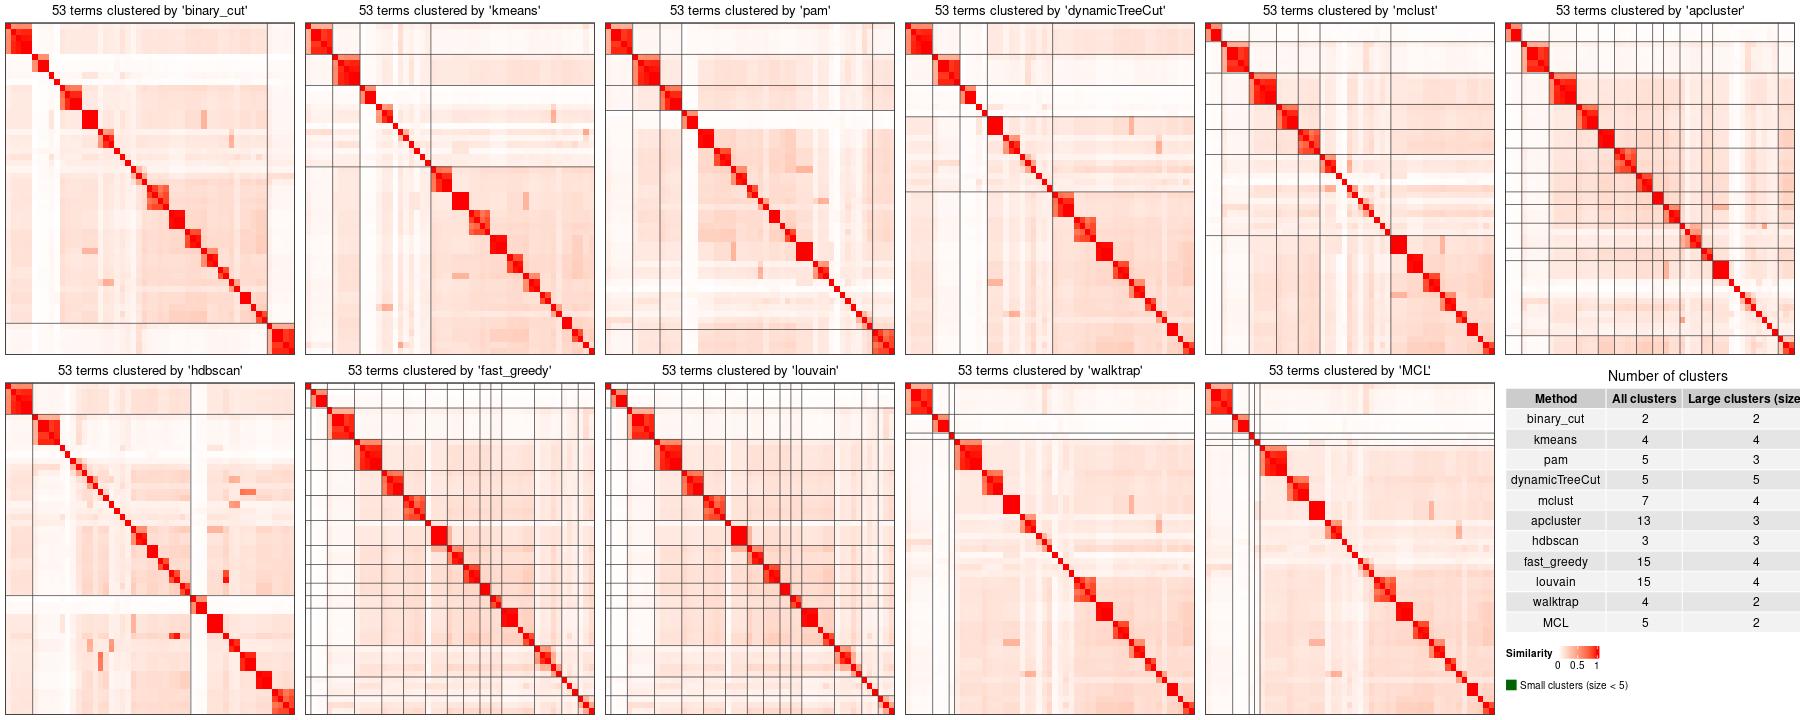 53 terms clustered by 'binary_cut'
53 terms clustered by 'kmeans'
53 terms clustered by 'pam'
53 terms clustered by 'dynamicTreeCut'
53 terms clustered by 'mclust'
53 terms clustered by 'apcluster'
53 terms clustered by 'hdbscan'
53 terms clustered by 'fast_greedy'
53 terms clustered by 'louvain'
53 terms clustered by 'walktrap'
53 terms clustered by 'MCL'
Number of clusters
Method All clusters Large clusters (size
binary_cut 2 2
kmeans 4 4
pam 5 3
dynamicTreeCut 5 5
mclust 7 4
apcluster 13 3
hdbscan 3 3
fast_greedy 15 4
louvain 15 4
walktrap 4 2
MCL 5 2
Similarity
0 0.5 1
Small clusters (size < 5)